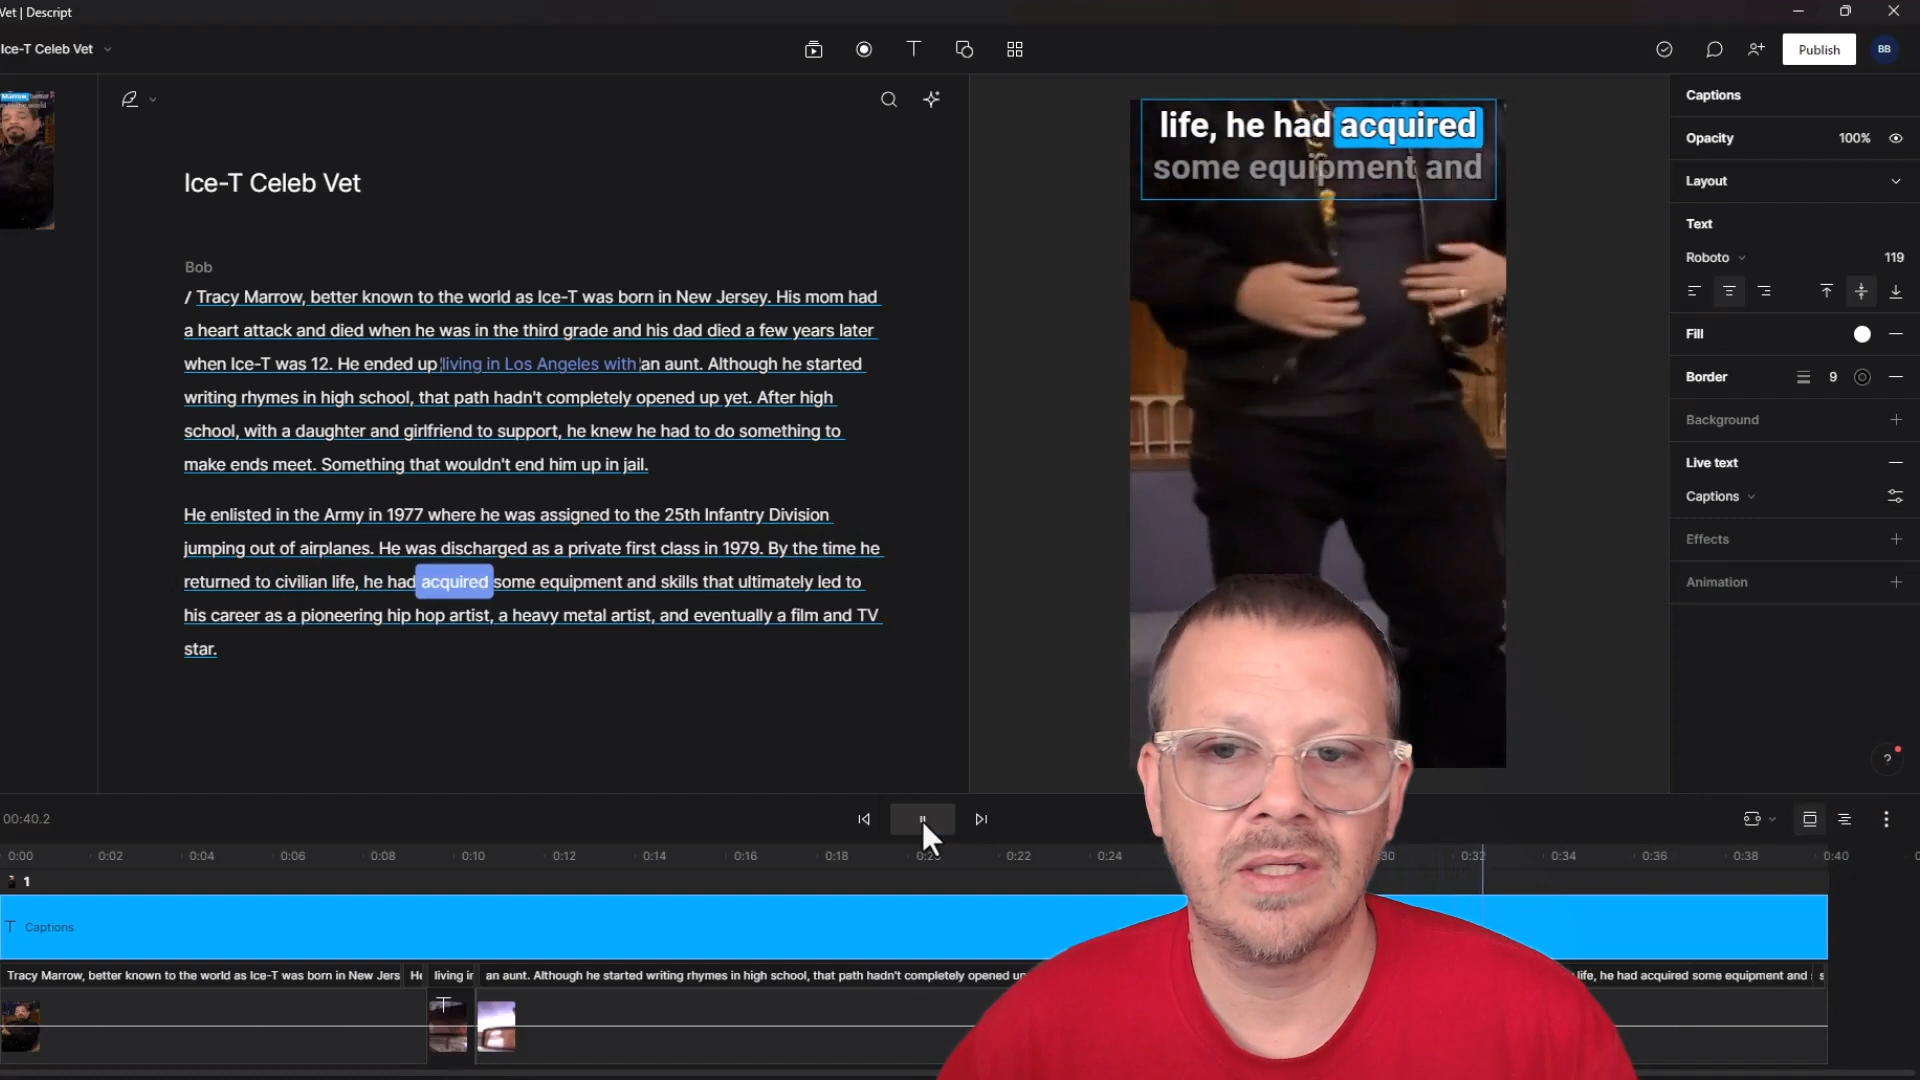 Vet | Descript
Ice-T Celeb Vet
Publish
BB
Ice-T Celeb Vet
Bob
/ Tracy Marrow, better known to the world as Ice-T was born in New Jersey. His mom had
a heart attack and died when he was in the third grade and his dad died a few years later
when Ice-T was 12. He ended up living in Los Angeles with an aunt. Although he started
writing rhymes in high school, that path hadn't completely opened up yet. After high
school, with a daughter and girlfriend to support, he knew he had to do something to
make ends meet. Something that wouldn't end him up in jail.
He enlisted in the Army in 1977 where he was assigned to the 25th Infantry Division
jumping out of airplanes. He was discharged as a private first class in 1979. By the time he
returned to civilian life, he had acquired some equipment and skills that ultimately led to
his career as a pioneering hip hop artist, a heavy metal artist, and eventually a film and TV
star.
life, he had acquired
some equipment and
Captions
Opacity 100%
Layout
Text
Roboto 119
Fill
Border 9
Background
Live text
Captions
Effects
Animation
?
00:40.2
0:00 0:02 0:04 0:06 0:08 0:10 0:12 0:14 0:16 0:18 0:22 0:24 :30 0:32 0:34 0:36 0:38 0:40
1
T Captions
Tracy Marrow, better known to the world as Ice-T was born in New Jers He living in an aunt. Although he started writing rhymes in high school, that path hadn't completely opened up life, he had acquired some equipment and s
T